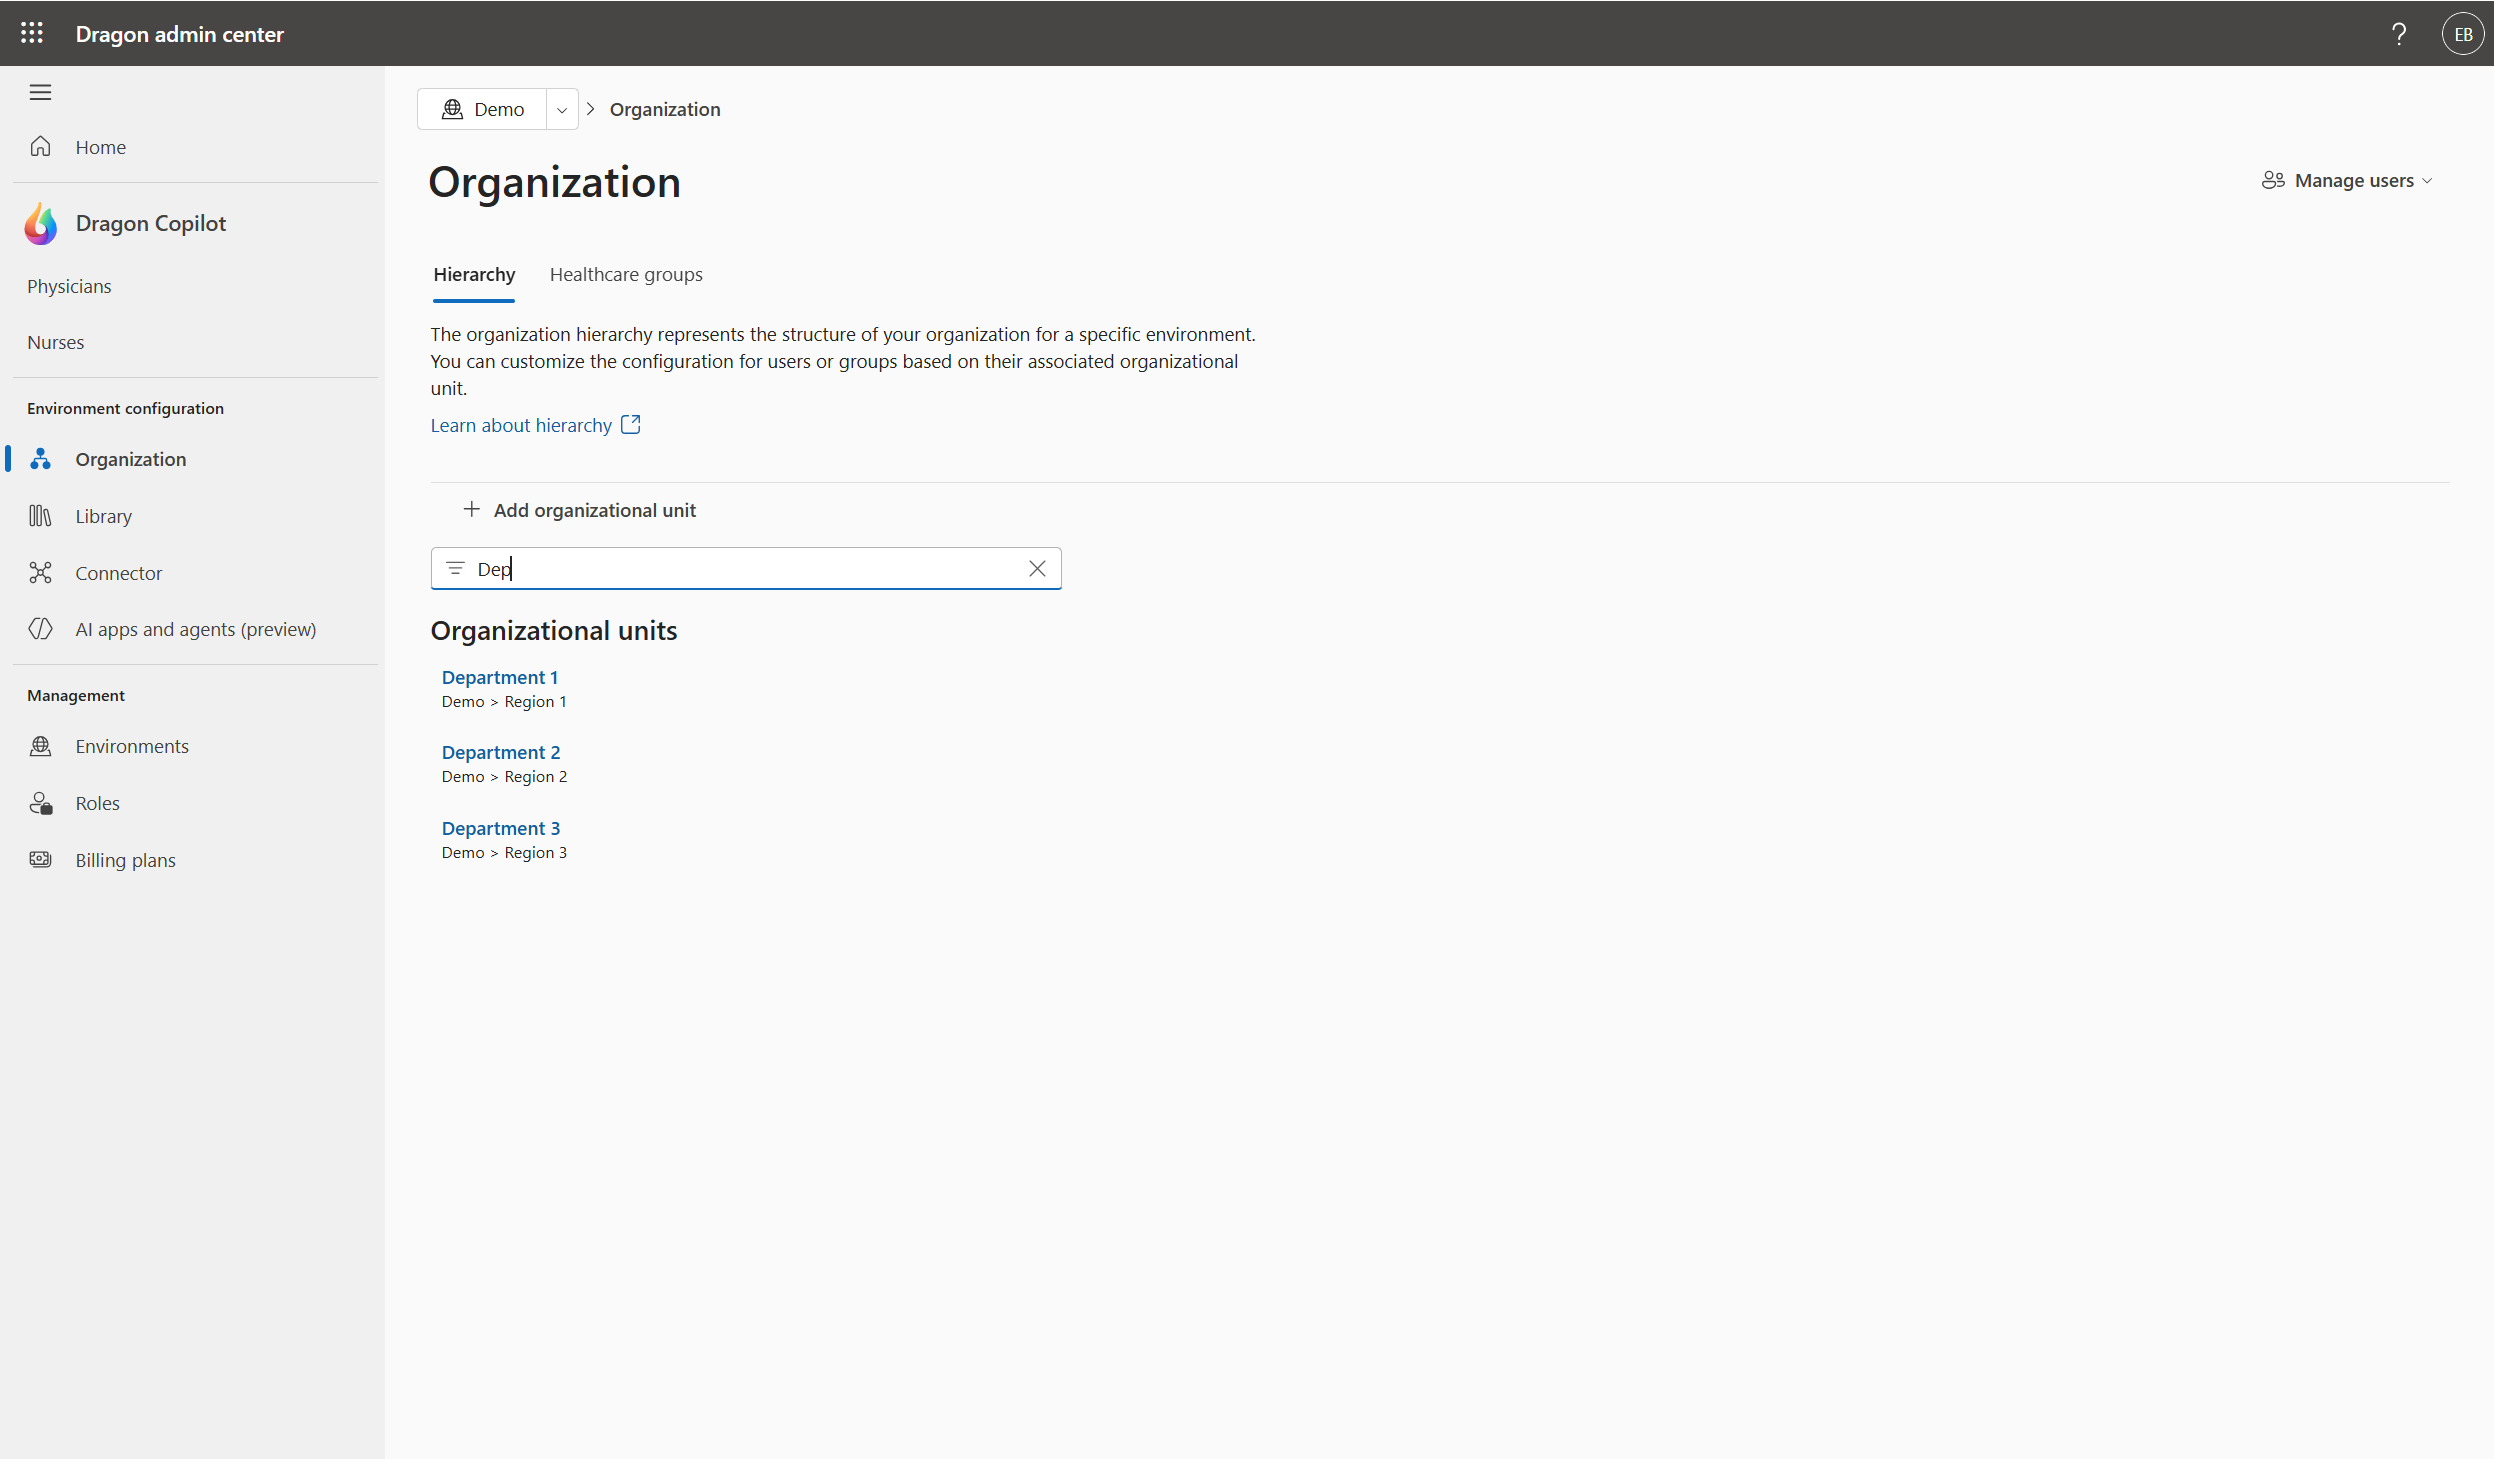 Dragon admin center
?
EB
Home
Dragon Copilot
Physicians
Nurses
Environment configuration
Organization
Library
Connector
AI apps and agents (preview)
Management
Environments
Roles
Billing plans
Demo > Organization
Organization
Manage users
Hierarchy Healthcare groups
The organization hierarchy represents the structure of your organization for a specific environment.
You can customize the configuration for users or groups based on their associated organizational
unit.
Learn about hierarchy
+ Add organizational unit
Dep
Organizational units
Department 1
Demo > Region 1
Department 2
Demo > Region 2
Department 3
Demo > Region 3